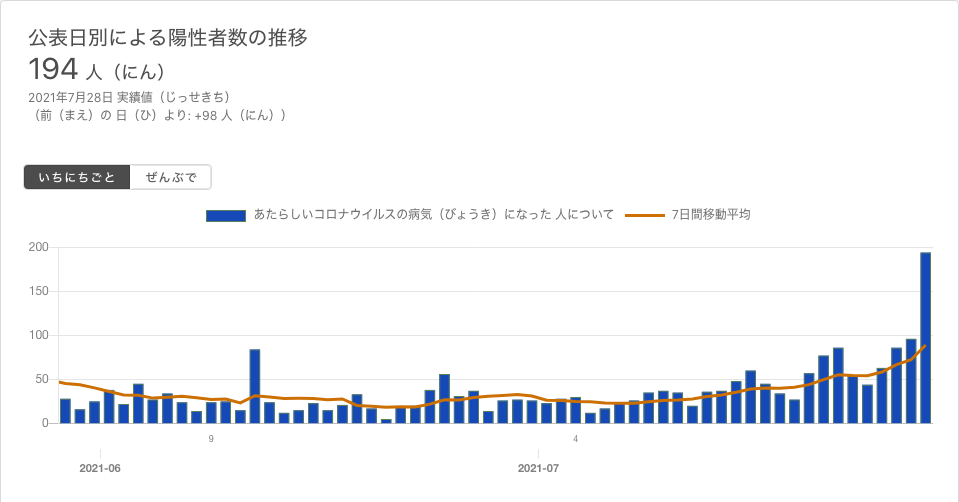 公表日別による陽性者数の推移
194 人（にん）
2021年7月28日 実績値（じっせきち）
（前（まえ）の 日（ひ）より: +98 人（にん））
いちにちごと ぜんぶで
あたらしいコロナウイルスの病気（びょうき）になった 人について 7日間移動平均
200
150
100
50
0
9 4
2021-06 2021-07